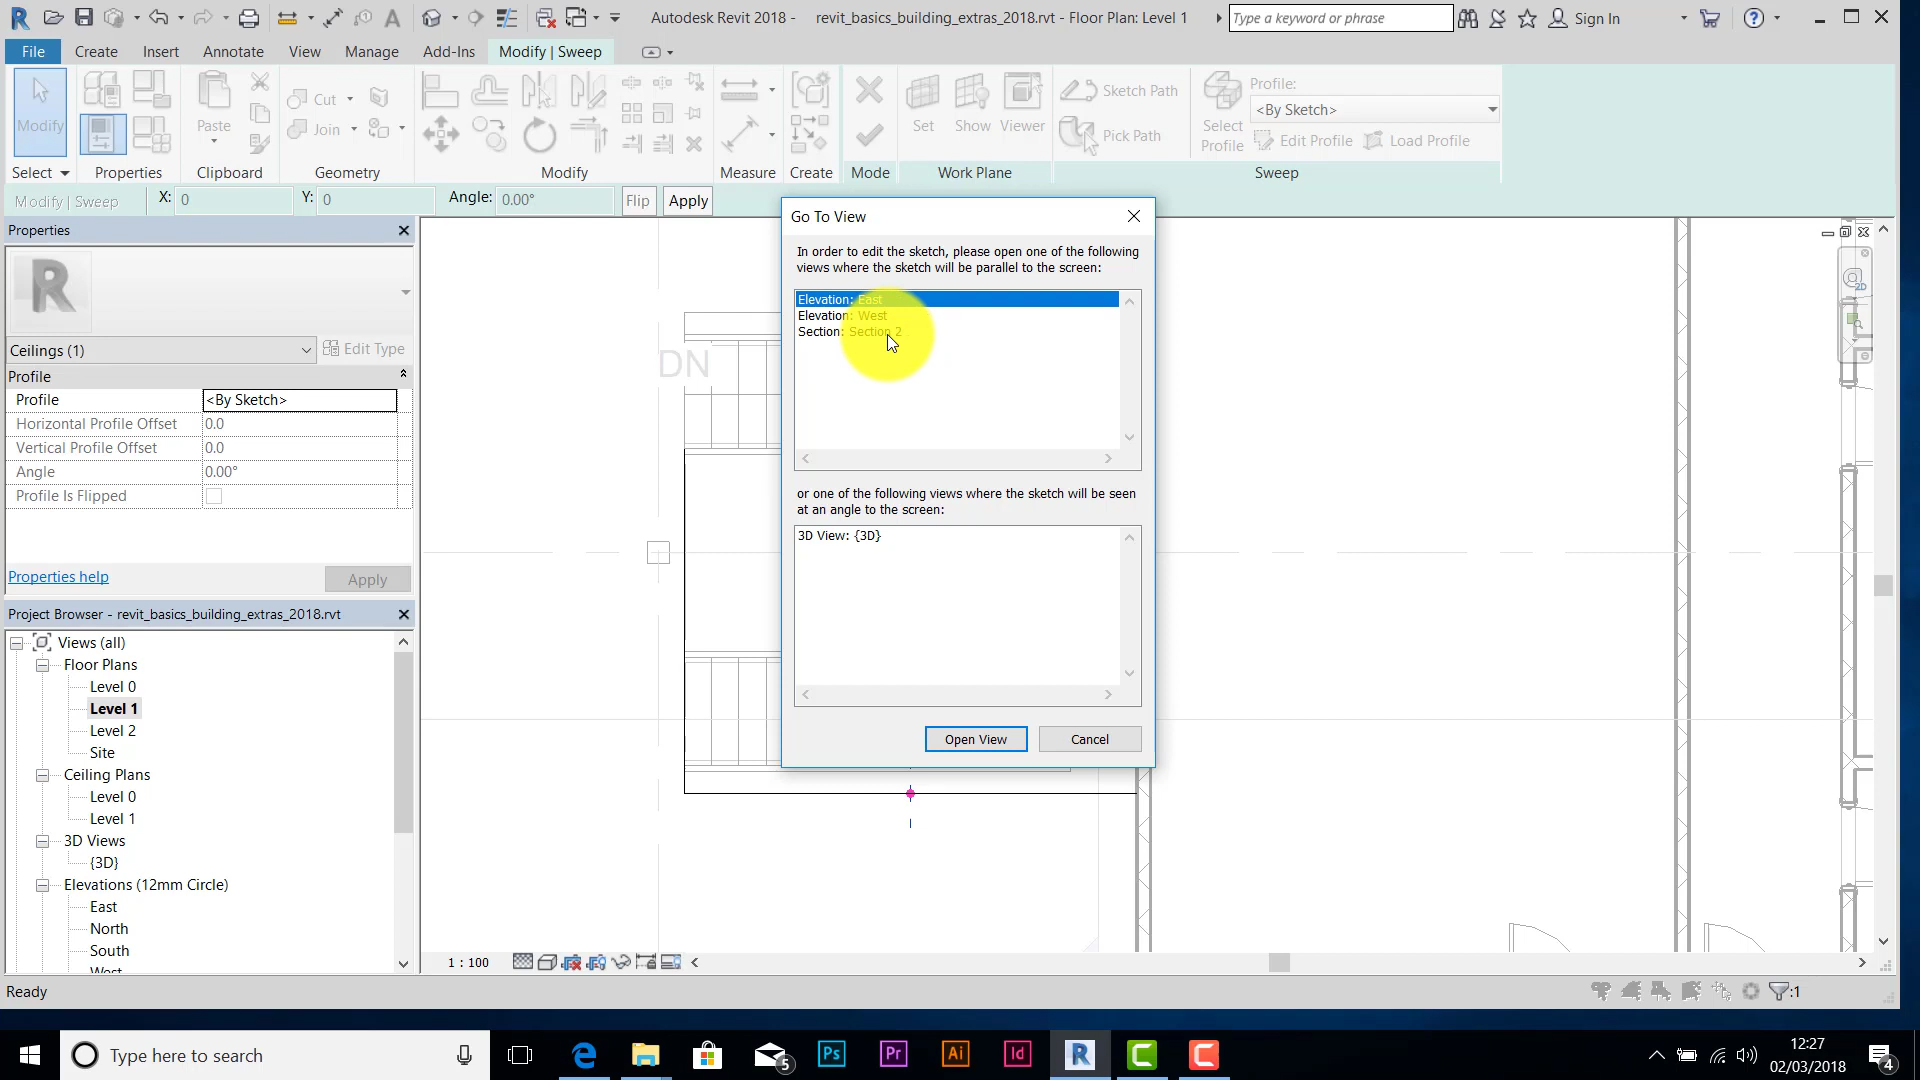 Autodesk Revit 2018 - revit_basics_building_extras_2018.rvt - Floor Plan: Level 1
Type a keyword or phrase
Sign In
File Create Insert Annotate View Manage Add-Ins Modify | Sweep
Modify
Paste
Cut
Join
Set Show Viewer
Sketch Path
Pick Path
Select Profile
Profile:
<By Sketch>
Edit Profile Load Profile
Select Properties Clipboard Geometry Modify Measure Create Mode Work Plane Sweep
Modify | Sweep X: 0 Y: 0 Angle: 0.00° Flip Apply
Properties
Ceilings (1) Edit Type
Profile
Profile <By Sketch>
Horizontal Profile Offset 0.0
Vertical Profile Offset 0.0
Angle 0.00°
Profile Is Flipped
Properties help Apply
Project Browser - revit_basics_building_extras_2018.rvt
Views (all)
Floor Plans
Level 0
Level 1
Level 2
Site
Ceiling Plans
Level 0
Level 1
3D Views
{3D}
Elevations (12mm Circle)
East
North
South
West
DN
2D
Go To View
In order to edit the sketch, please open one of the following
views where the sketch will be parallel to the screen:
Elevation: East
Elevation: West
Section: Section 2
or one of the following views where the sketch will be seen
at an angle to the screen:
3D View: {3D}
Open View Cancel
1 : 100
Ready
:1
Type here to search
5
Ps Pr Ai Id R C C
12:27
02/03/2018
4